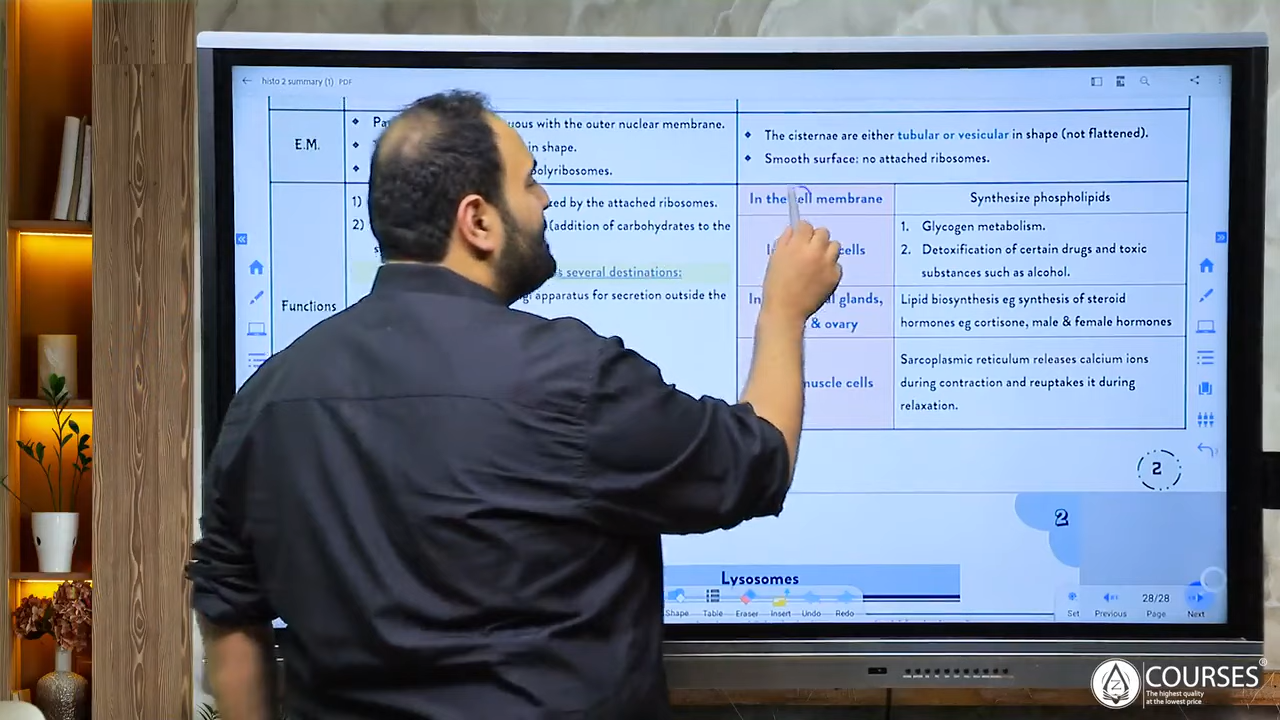 histo 2 summary (1) PDF
E.M.
uous with the outer nuclear membrane.
in shape.
polyribosomes.
The cisternae are either tubular or vesicular in shape (not flattened).
Smooth surface: no attached ribosomes.
Functions
1)
by the attached ribosomes.
2)
(addition of carbohydrates to the
several destinations:
apparatus for secretion outside the
In the cell membrane
Synthesize phospholipids
cells
1. Glycogen metabolism.
2. Detoxification of certain drugs and toxic
substances such as alcohol.
glands,
& ovary
Lipid biosynthesis eg synthesis of steroid
hormones eg cortisone, male & female hormones
muscle cells
Sarcoplasmic reticulum releases calcium ions
during contraction and reuptakes it during
relaxation.
2
2
Lysosomes
Shape
Table
Eraser
Insert
Undo
Redo
Set
Previous
28/28
Page
Next
COURSES®
The highest quality
at the lowest price